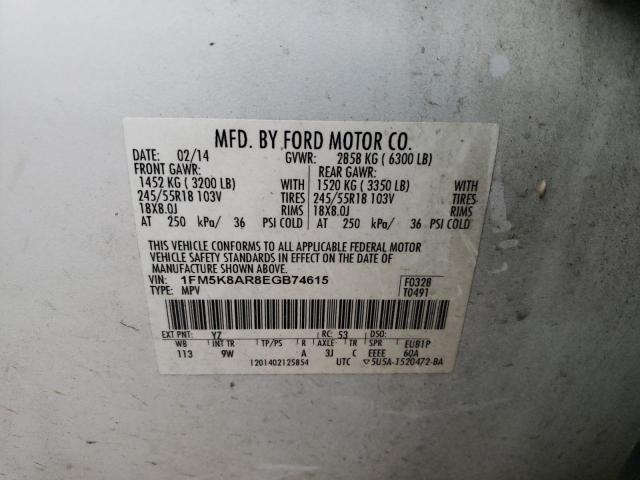 MFD. BY FORD MOTOR CO.
DATE: 02/14 GVWR: 2858 KG ( 6300 LB)
FRONT GAWR: REAR GAWR:
1452 KG ( 3200 LB) WITH 1520 KG ( 3350 LB) WITH
245/55R18 103V TIRES 245/55R18 103V TIRES
18X8.0J RIMS 18X8.0J RIMS
AT 250 kPa/ 36 PSI COLD AT 250 kPa/ 36 PSI COLD
THIS VEHICLE CONFORMS TO ALL APPLICABLE FEDERAL MOTOR
VEHICLE SAFETY STANDARDS IN EFFECT ON THE DATE OF
MANUFACTURE SHOWN ABOVE.
VIN: 1FM5K8AR8EGB74615 F0328
TYPE: MPV T0491
EXT PNT: YZ RC: 53 DSO:
WB INT TR TP/PS R AXLE TR SPR EUB1P
113 9W A 3J C EEEE 60A
1201402125854 UTC ▽5U5A-1520472-BA